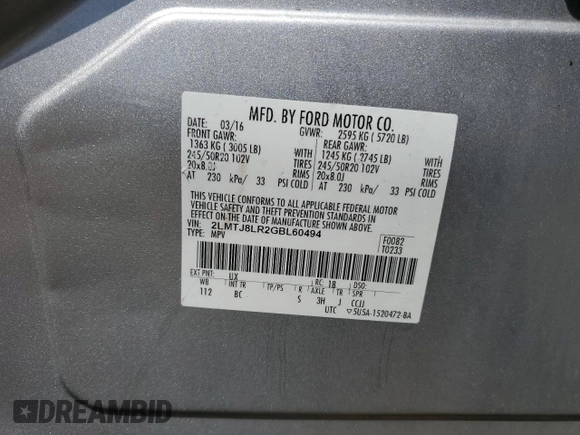 MFD. BY FORD MOTOR CO.
DATE: 03/16 GVWR: 2595 KG ( 5720 LB)
FRONT GAWR: REAR GAWR:
1363 KG ( 3005 LB) WITH 1245 KG ( 2745 LB) WITH
245/50R20 102V TIRES 245/50R20 102V TIRES
20x8.0J RIMS 20x8.0J RIMS
AT 230 kPa/ 33 PSI COLD AT 230 kPa/ 33 PSI COLD
THIS VEHICLE CONFORMS TO ALL APPLICABLE FEDERAL MOTOR
VEHICLE SAFETY AND THEFT PREVENTION STANDARDS IN
EFFECT ON THE DATE OF MANUFACTURE SHOWN ABOVE.
VIN: 2LMTJ8LR2GBL60494 F0082
TYPE: MPV T0233
EXT PNT: UX RC: 18 DSO:
WB INT TR TP/PS R AXLE TR SPR
112 BC S 3H J CCJJ
UTC ▽5U5A-1520472-BA
DREAMBID